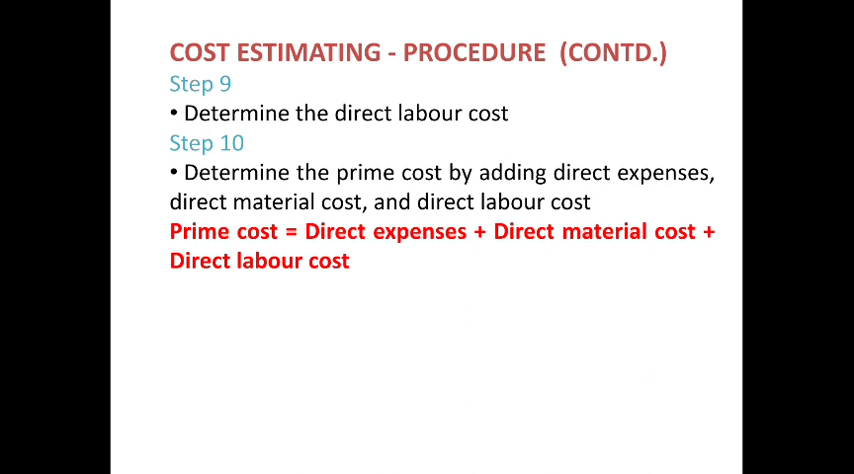 COST ESTIMATING - PROCEDURE (CONTD.)
Step 9
• Determine the direct labour cost
Step 10
• Determine the prime cost by adding direct expenses,
direct material cost, and direct labour cost
Prime cost = Direct expenses + Direct material cost +
Direct labour cost